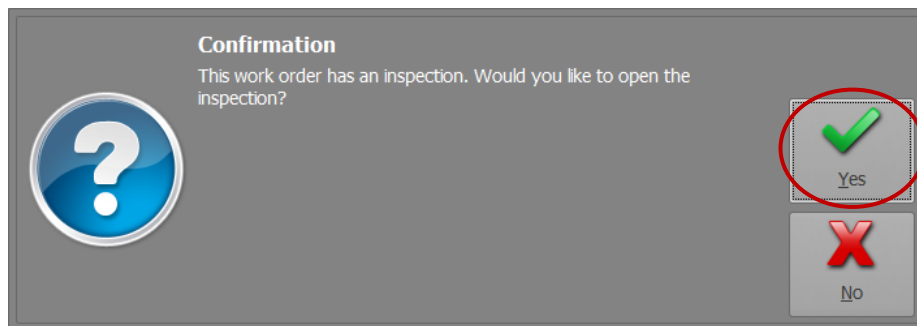 Confirmation
This work order has an inspection. Would you like to open the
inspection?
Yes
No